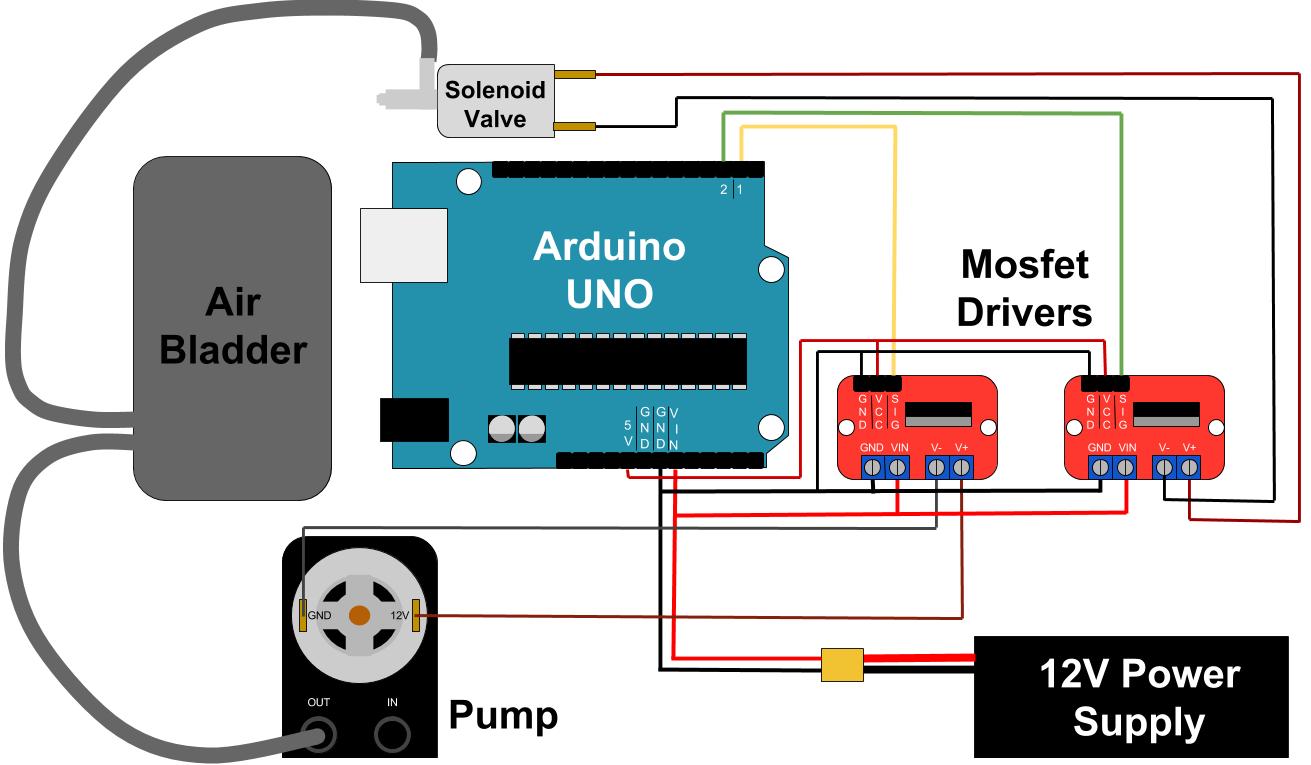 Solenoid
Valve
2 1
Arduino
UNO
Mosfet
Drivers
Air
Bladder
5V GND GND VIN
GND VCC SIG
GND VIN V- V+
GND VCC SIG
GND VIN V- V+
GND 12V
OUT IN
Pump
12V Power
Supply